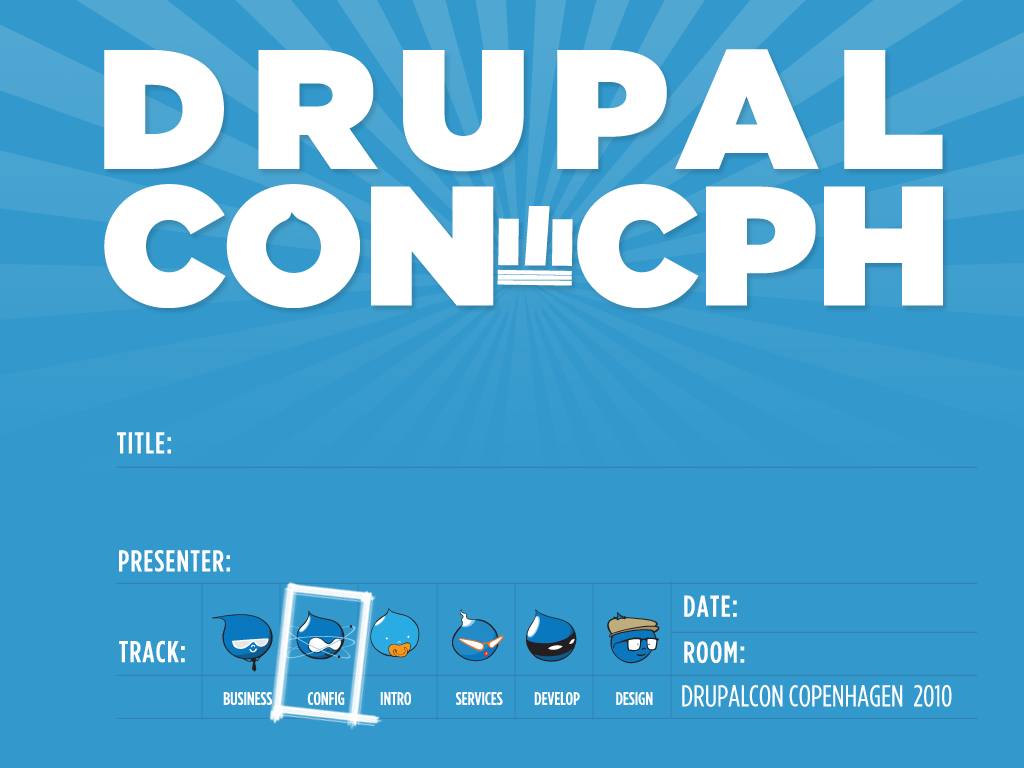 DRUPAL
CON CPH
TITLE:
PRESENTER:
DATE:
TRACK:
ROOM:
BUSINESS CONFIG INTRO SERVICES DEVELOP DESIGN DRUPALCON COPENHAGEN 2010